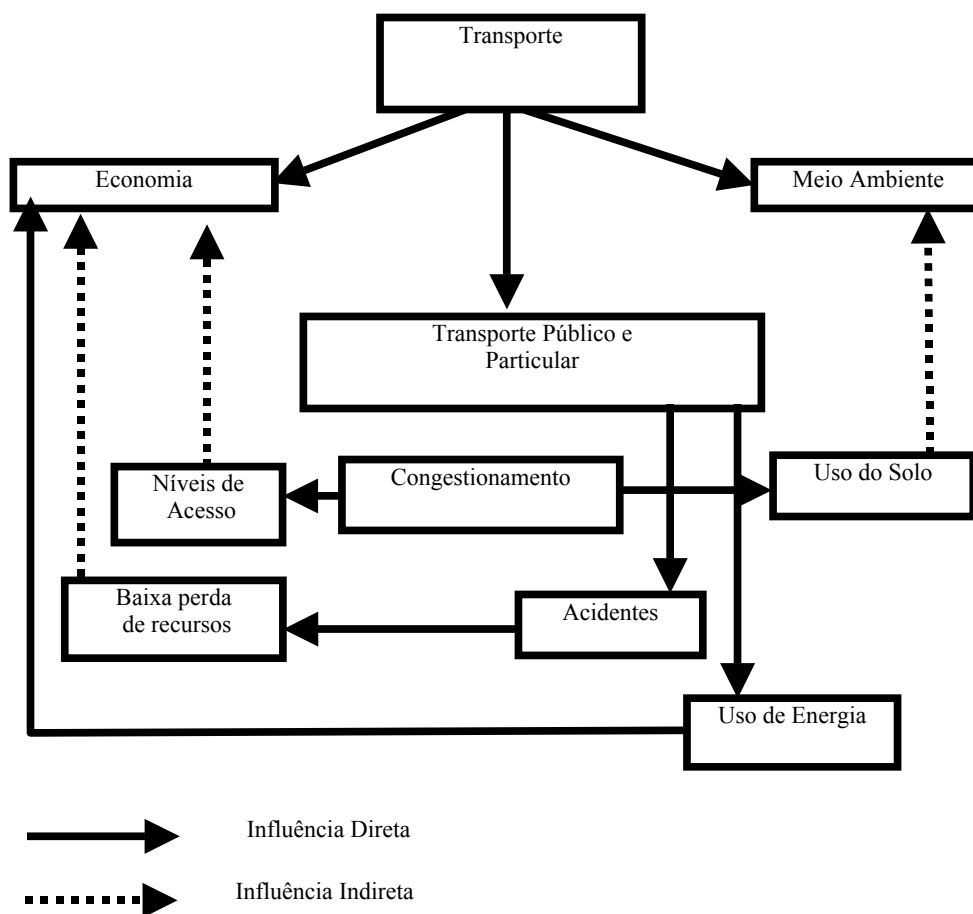 Transporte
Economia
Meio Ambiente
Transporte Público e
Particular
Níveis de
Acesso
Congestionamento
Uso do Solo
Baixa perda
de recursos
Acidentes
Uso de Energia
Influência Direta
Influência Indireta